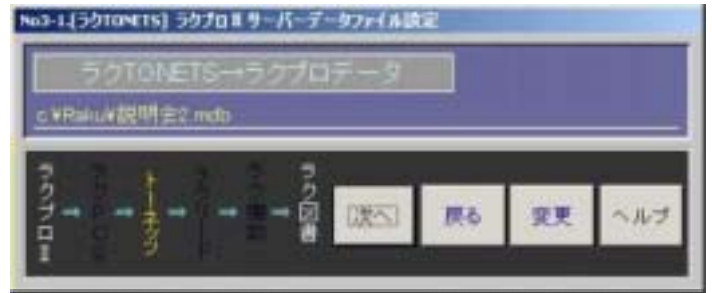 No3-1.[ラクTONETS] ラクプロⅡ サーバーデータファイル設定
ラクTONETS→ラクプロデータ
c:¥Raku¥説明会2.mdb
ラクプロⅡ
→
→
トーネッツ
→
→
→
ラク図書
次へ
戻る
変更
ヘルプ